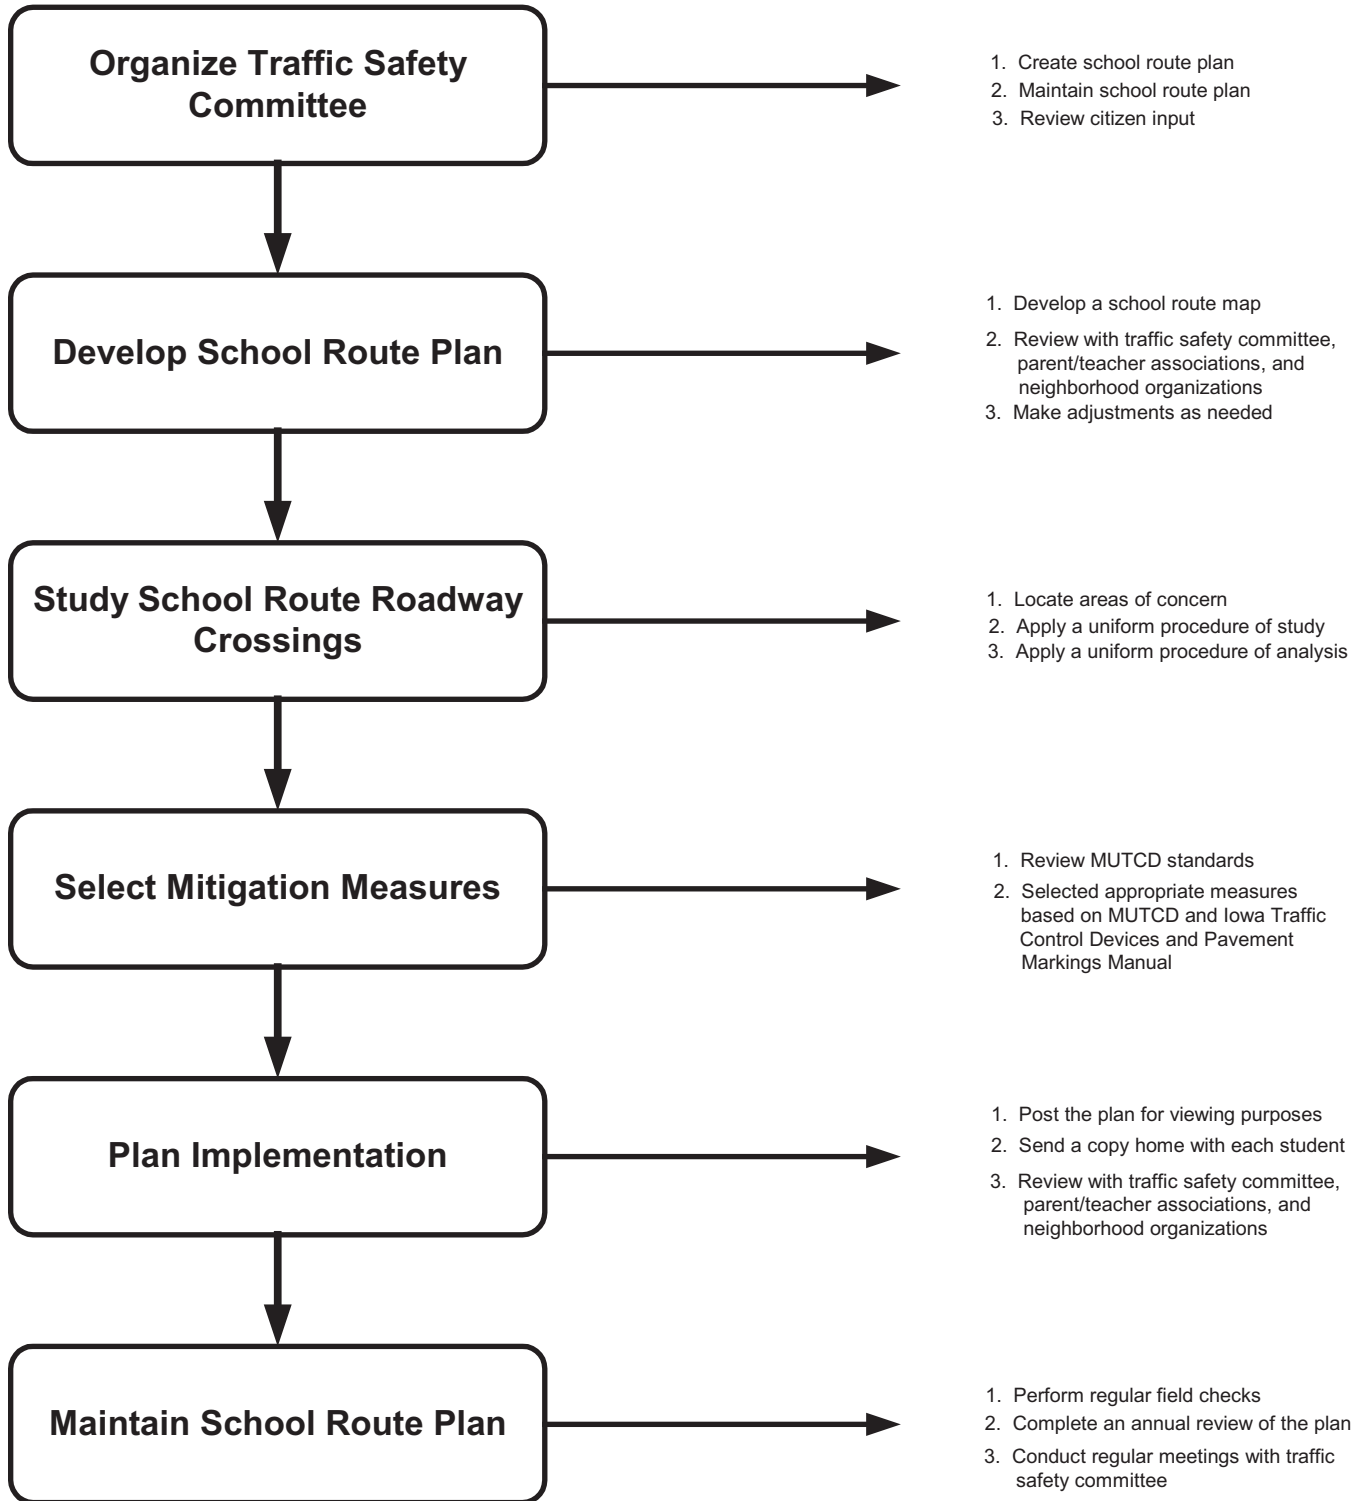 Organize Traffic Safety
Committee
1. Create school route plan
2. Maintain school route plan
3. Review citizen input
Develop School Route Plan
1. Develop a school route map
2. Review with traffic safety committee,
parent/teacher associations, and
neighborhood organizations
3. Make adjustments as needed
Study School Route Roadway
Crossings
1. Locate areas of concern
2. Apply a uniform procedure of study
3. Apply a uniform procedure of analysis
Select Mitigation Measures
1. Review MUTCD standards
2. Selected appropriate measures
based on MUTCD and Iowa Traffic
Control Devices and Pavement
Markings Manual
Plan Implementation
1. Post the plan for viewing purposes
2. Send a copy home with each student
3. Review with traffic safety committee,
parent/teacher associations, and
neighborhood organizations
Maintain School Route Plan
1. Perform regular field checks
2. Complete an annual review of the plan
3. Conduct regular meetings with traffic
safety committee